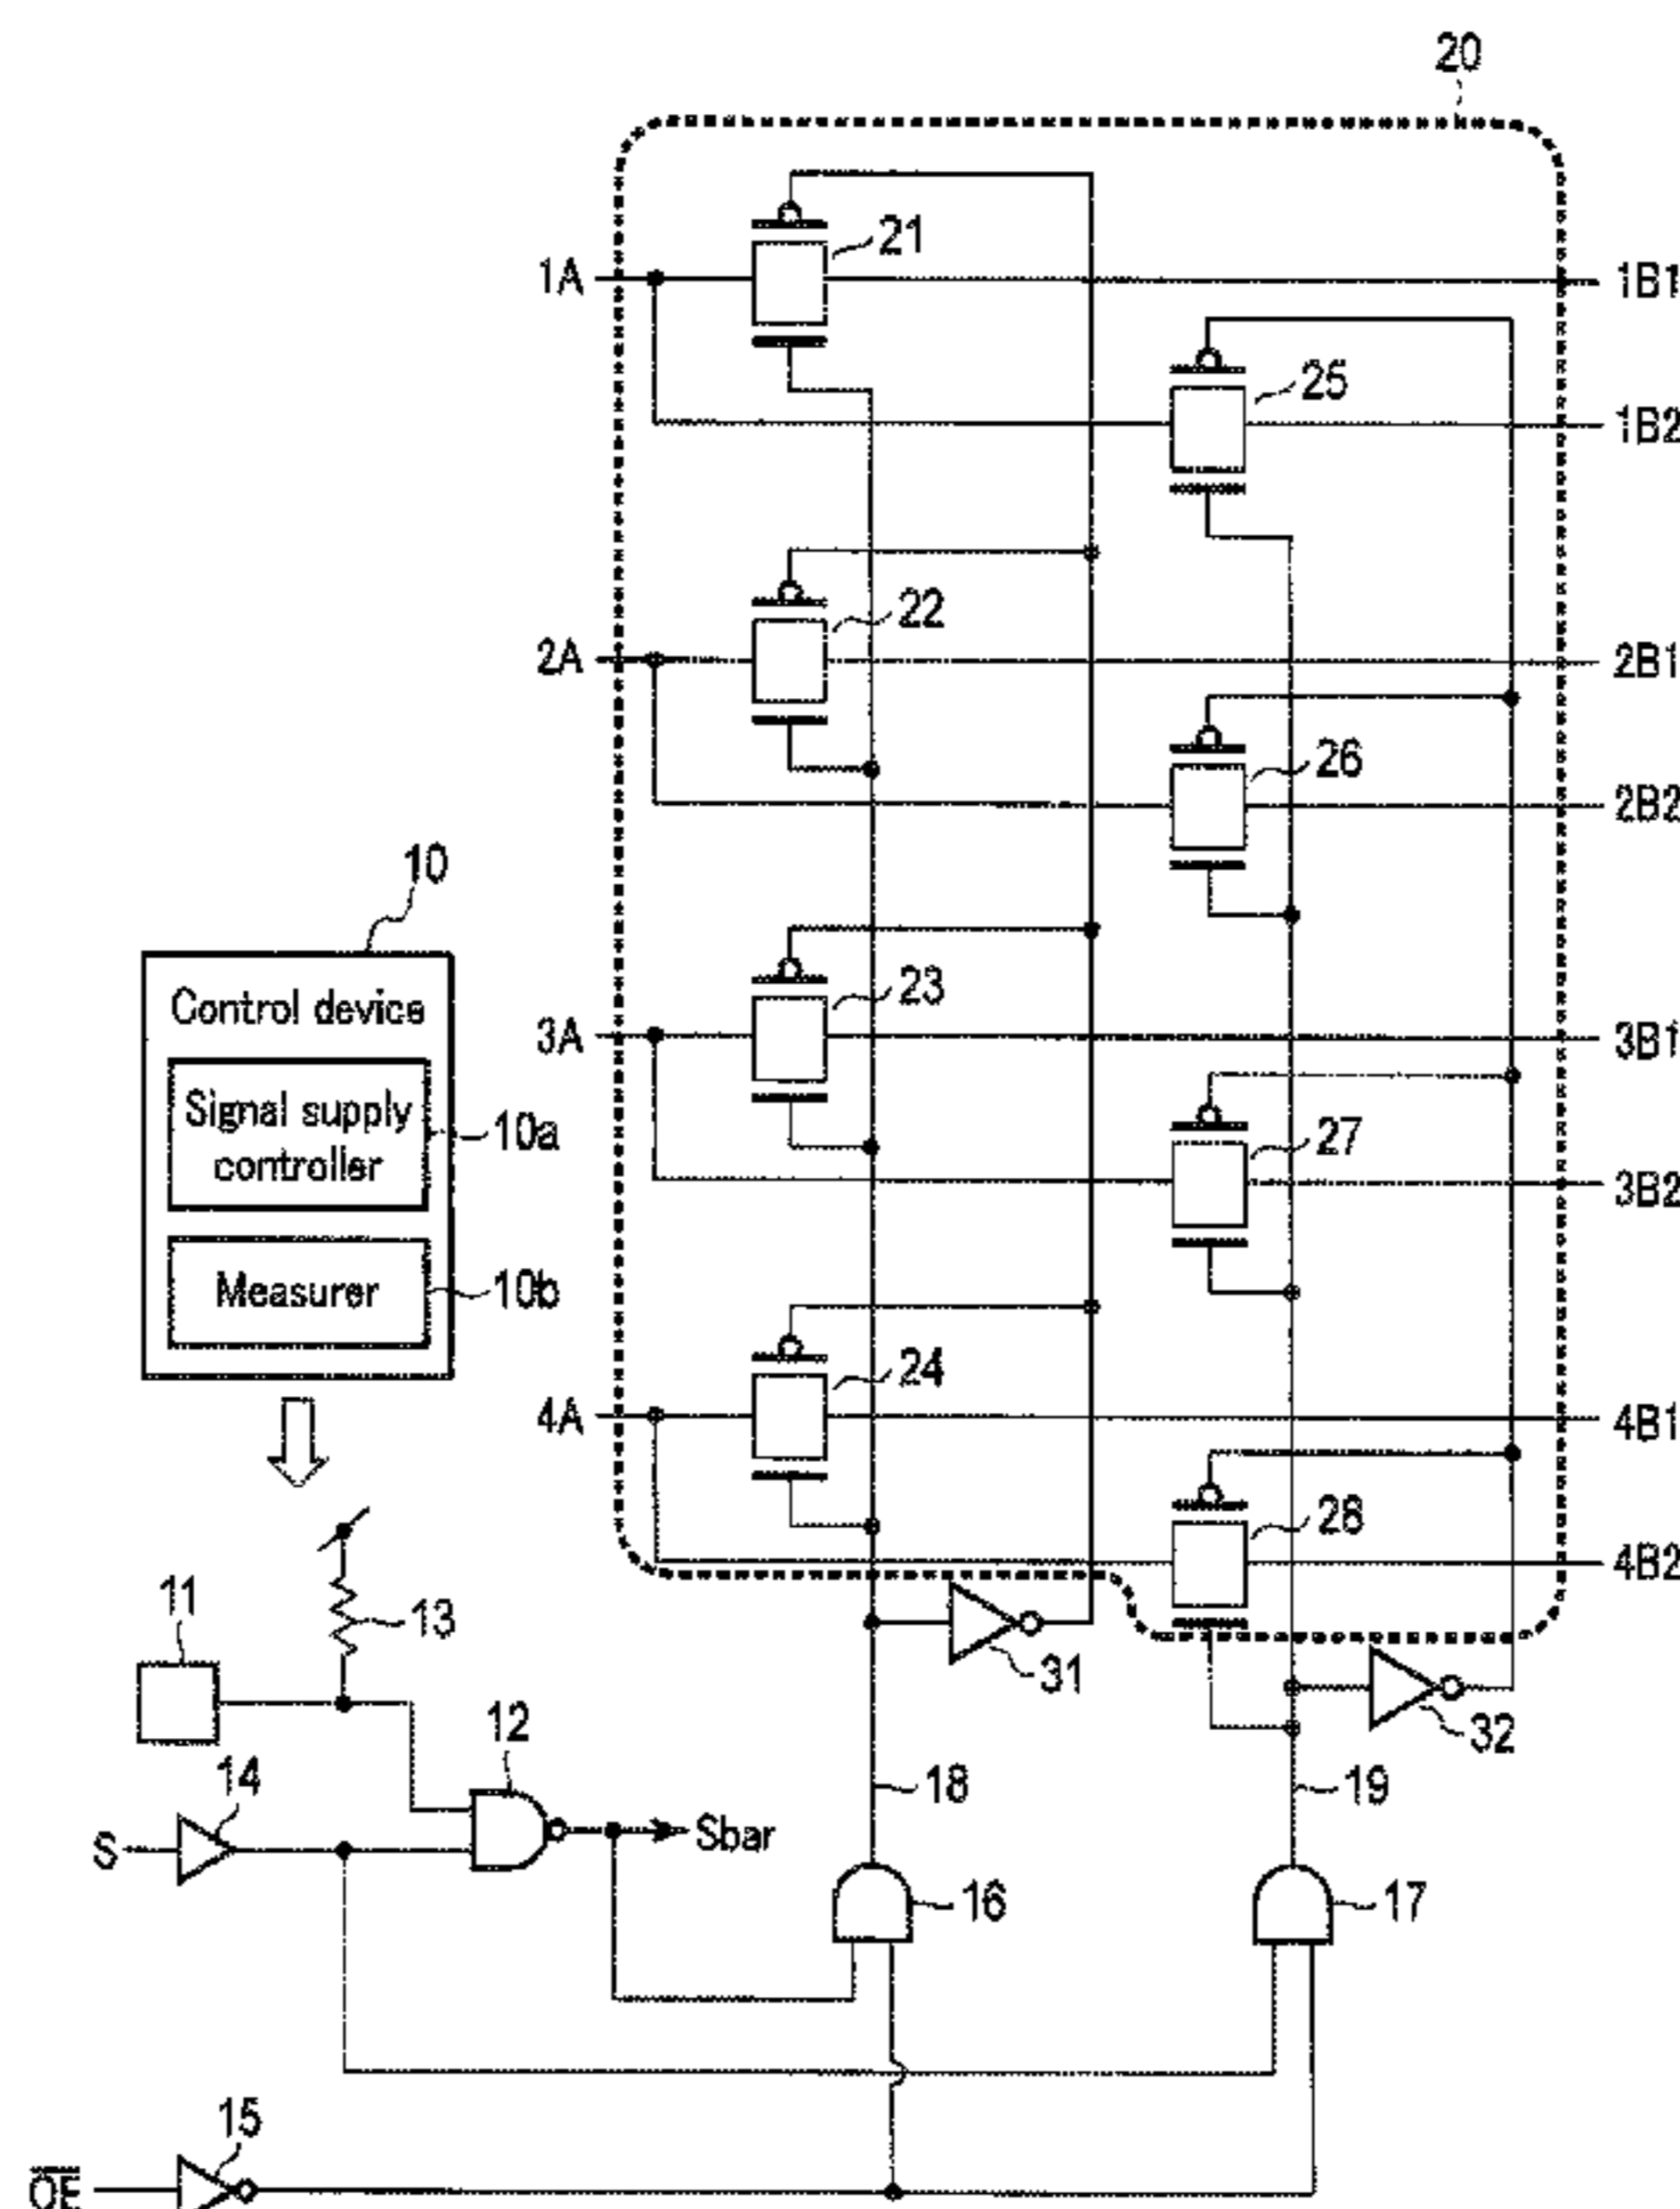 20
21
1A
1B1
25
1B2
22
2A
2B1
26
2B2
10
Control device
23
3A
3B1
Signal supply
controller
10a
27
3B2
Measurer
10b
24
4A
4B1
28
4B2
11
13
31
32
12
14
18
19
S
Sbar
16
17
15
OE